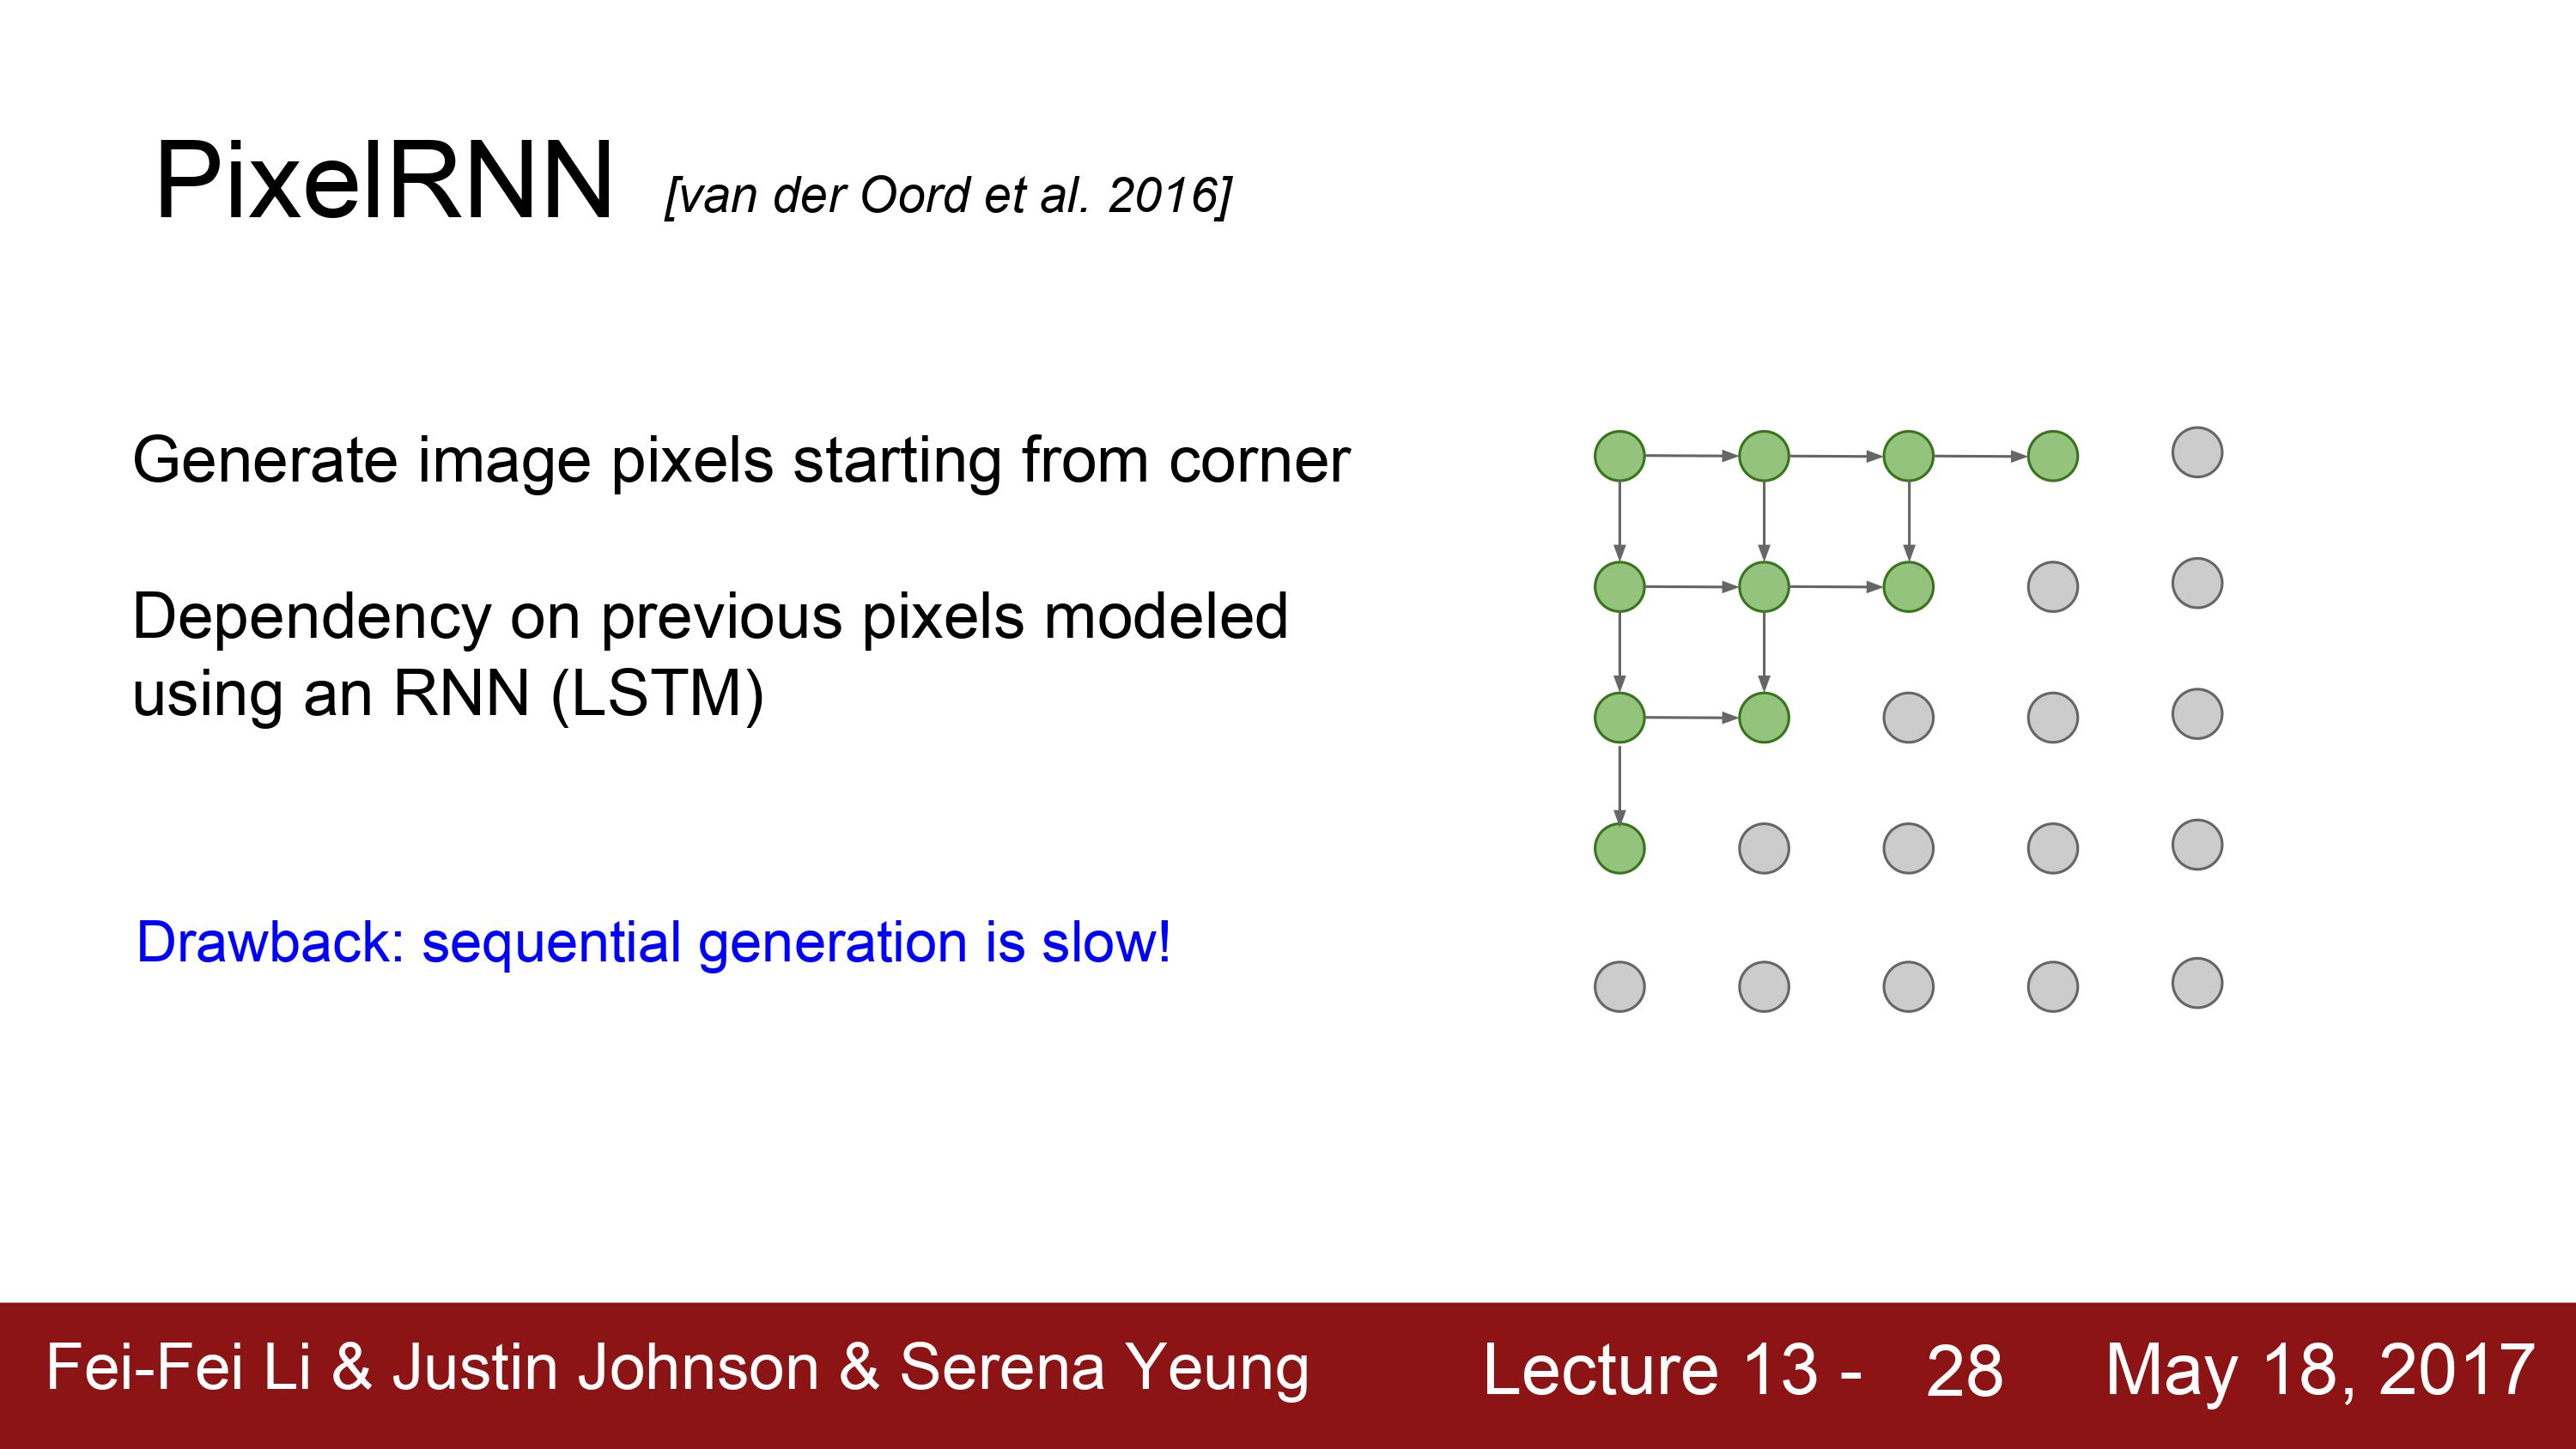 PixelRNN [van der Oord et al. 2016]
Generate image pixels starting from corner
Dependency on previous pixels modeled
using an RNN (LSTM)
Drawback: sequential generation is slow!
Fei-Fei Li & Justin Johnson & Serena Yeung Lecture 13 - 28 May 18, 2017